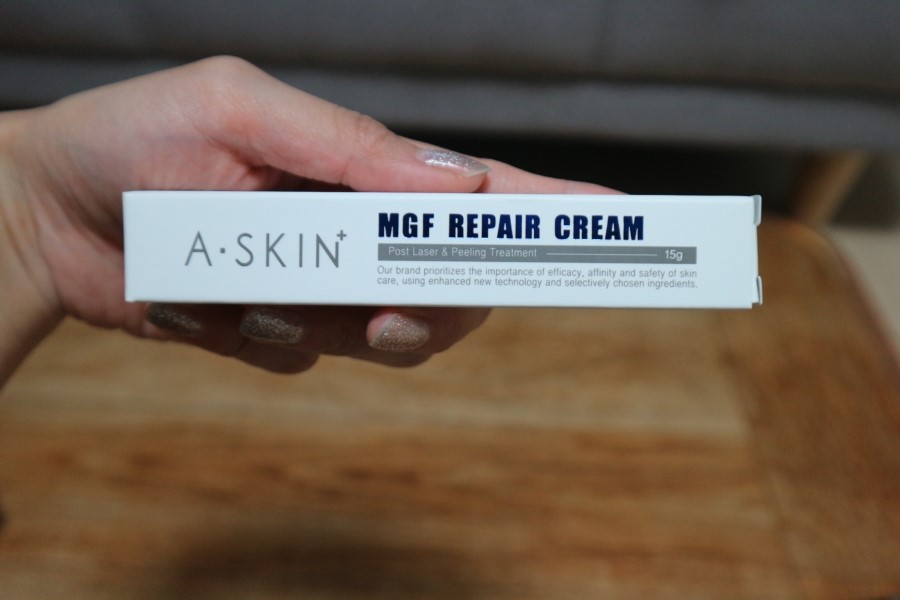 A·SKIN+
MGF REPAIR CREAM
Post Laser & Peeling Treatment 15g
Our brand prioritizes the importance of efficacy, affinity and safety of skin
care, using enhanced new technology and selectively chosen ingredients.